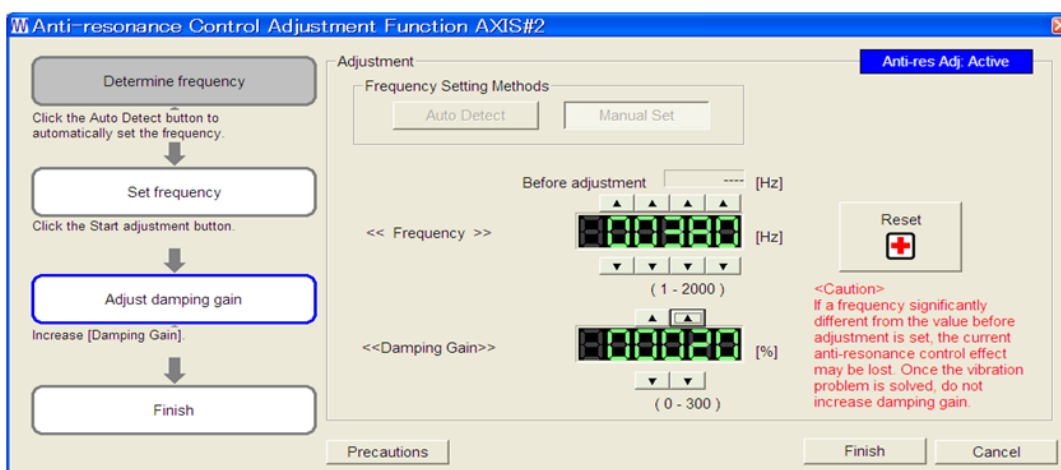 Anti-resonance Control Adjustment Function AXIS#2
Determine frequency
Click the Auto Detect button to
automatically set the frequency.
Set frequency
Click the Start adjustment button.
Adjust damping gain
Increase [Damping Gain].
Finish
Adjustment
Anti-res Adj: Active
Frequency Setting Methods
Auto Detect
Manual Set
Before adjustment ---- [Hz]
<< Frequency >> 00380 [Hz]
( 1 - 2000 )
<<Damping Gain>> 00020 [%]
( 0 - 300 )
Reset
<Caution>
If a frequency significantly
different from the value before
adjustment is set, the current
anti-resonance control effect
may be lost. Once the vibration
problem is solved, do not
increase damping gain.
Precautions
Finish
Cancel